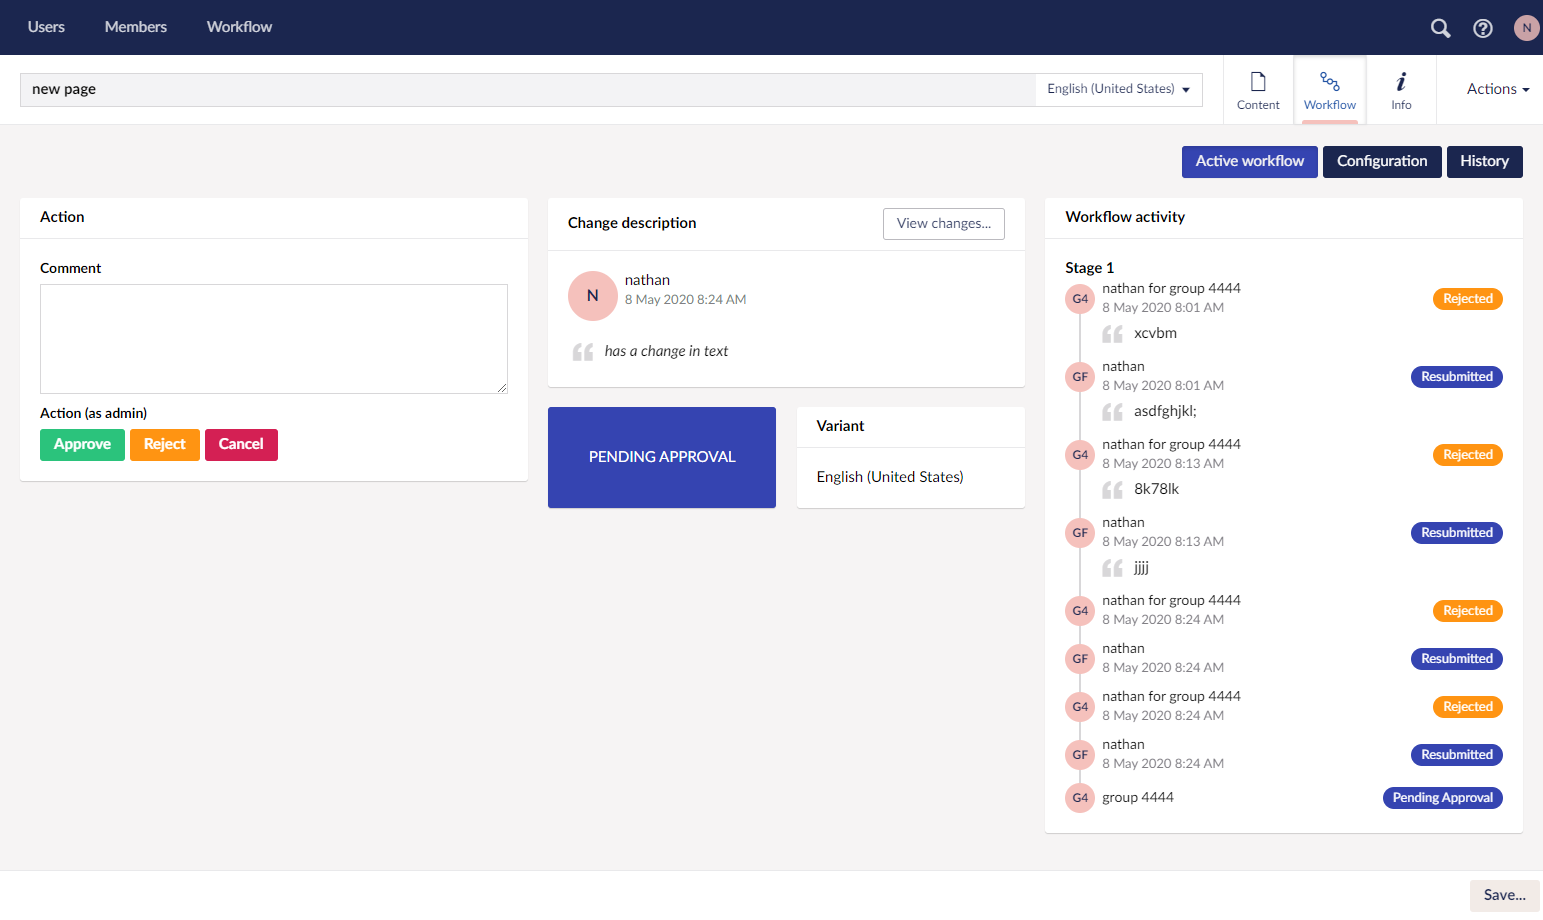 Users Members Workflow
N
new page
English (United States)
Content
Workflow
Info
Actions
Active workflow
Configuration
History
Action
Comment
Action (as admin)
Approve
Reject
Cancel
Change description
View changes...
N
nathan
8 May 2020 8:24 AM
has a change in text
PENDING APPROVAL
Variant
English (United States)
Workflow activity
Stage 1
G4
nathan for group 4444
8 May 2020 8:01 AM
Rejected
xcvbm
GF
nathan
8 May 2020 8:01 AM
Resubmitted
asdfghjkl;
G4
nathan for group 4444
8 May 2020 8:13 AM
Rejected
8k78lk
GF
nathan
8 May 2020 8:13 AM
Resubmitted
jjjj
G4
nathan for group 4444
8 May 2020 8:24 AM
Rejected
GF
nathan
8 May 2020 8:24 AM
Resubmitted
G4
nathan for group 4444
8 May 2020 8:24 AM
Rejected
GF
nathan
8 May 2020 8:24 AM
Resubmitted
G4
group 4444
Pending Approval
Save...